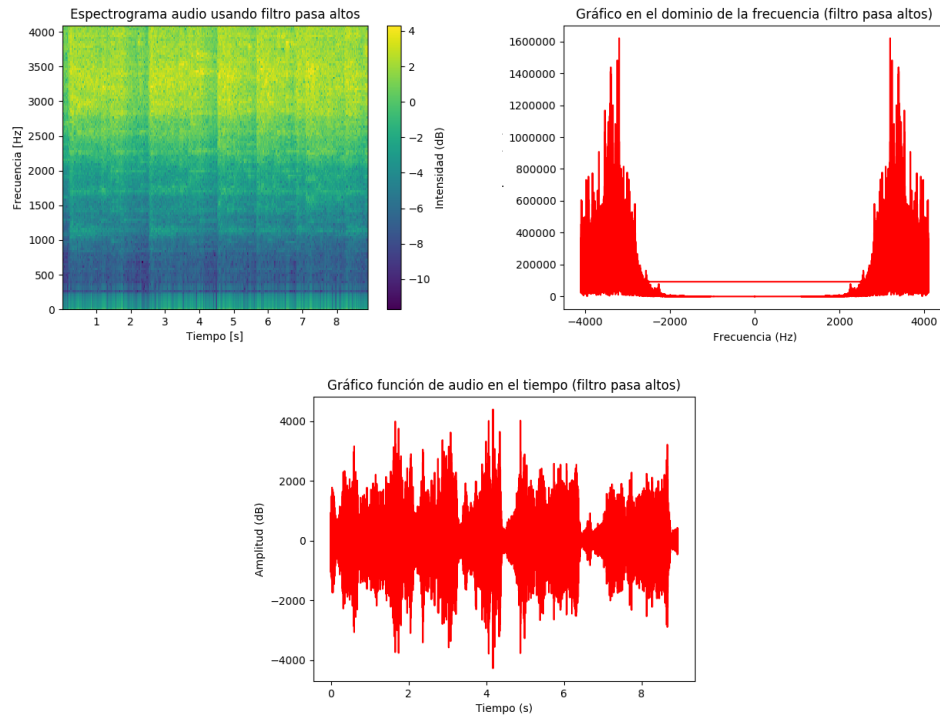 Espectrograma audio usando filtro pasa altos
4000
3500
3000
2500
2000
1500
1000
500
0
Frecuencia [Hz]
1 2 3 4 5 6 7 8
Tiempo [s]
4
2
0
−2
−4
−6
−8
−10
Intensidad (dB)
Gráfico en el dominio de la frecuencia (filtro pasa altos)
1600000
1400000
1200000
1000000
800000
600000
400000
200000
0
−4000 −2000 0 2000 4000
Frecuencia (Hz)
Gráfico función de audio en el tiempo (filtro pasa altos)
4000
2000
0
−2000
−4000
Amplitud (dB)
0 2 4 6 8
Tiempo (s)